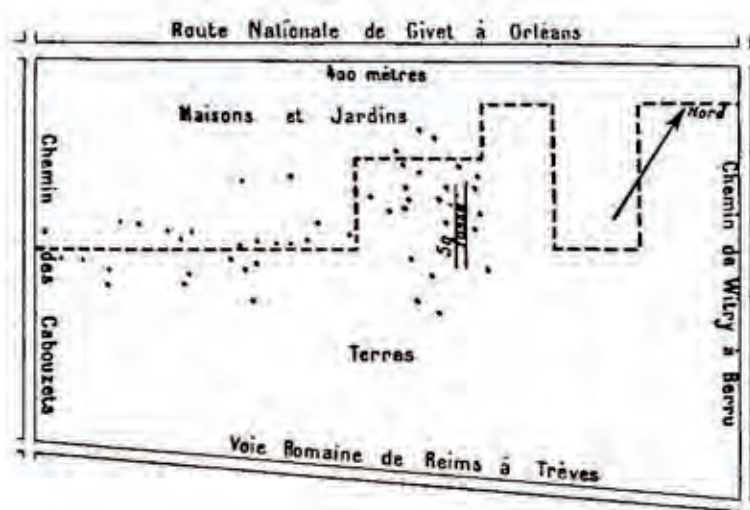 Route Nationale de Givet à Orléans
400 mètres
Maisons et Jardins
Nord
Chemin des Cabouzets
Chemin de Witry a Berru
Terres
Voie Romaine de Reims à Trèves